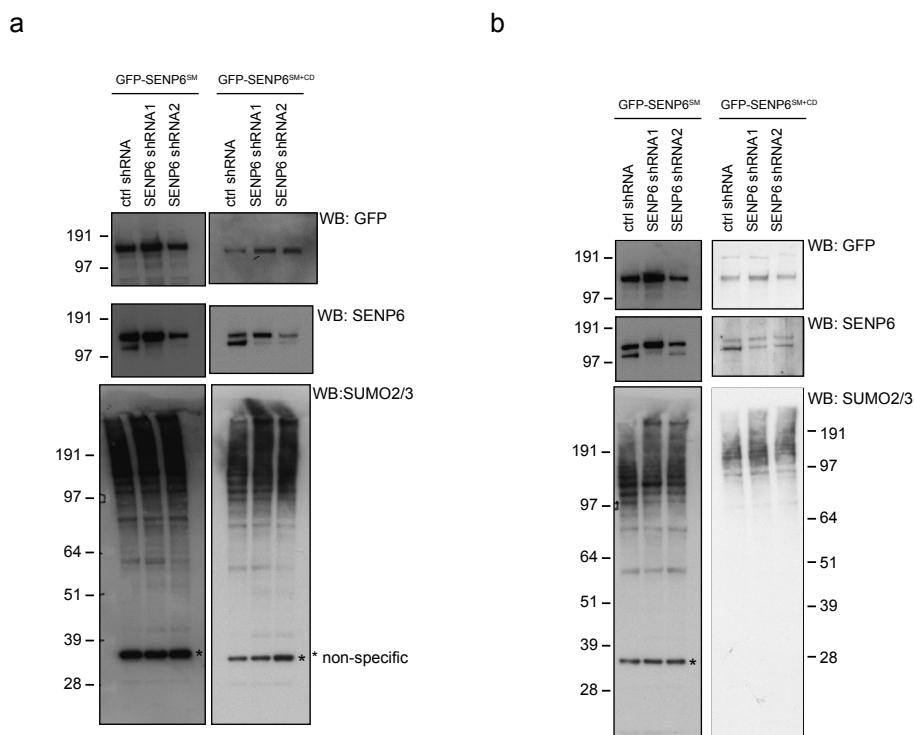 a
GFP-SENP6SM
GFP-SENP6SM+CD
ctrl shRNA
SENP6 shRNA1
SENP6 shRNA2
ctrl shRNA
SENP6 shRNA1
SENP6 shRNA2
WB: GFP
191
97
WB: SENP6
191
97
WB:SUMO2/3
191
97
64
51
39
28
*
*
* non-specific
b
GFP-SENP6SM
GFP-SENP6SM+CD
ctrl shRNA
SENP6 shRNA1
SENP6 shRNA2
ctrl shRNA
SENP6 shRNA1
SENP6 shRNA2
WB: GFP
191
97
WB: SENP6
191
97
WB: SUMO2/3
191
97
64
51
39
28
*
191
97
64
51
39
28